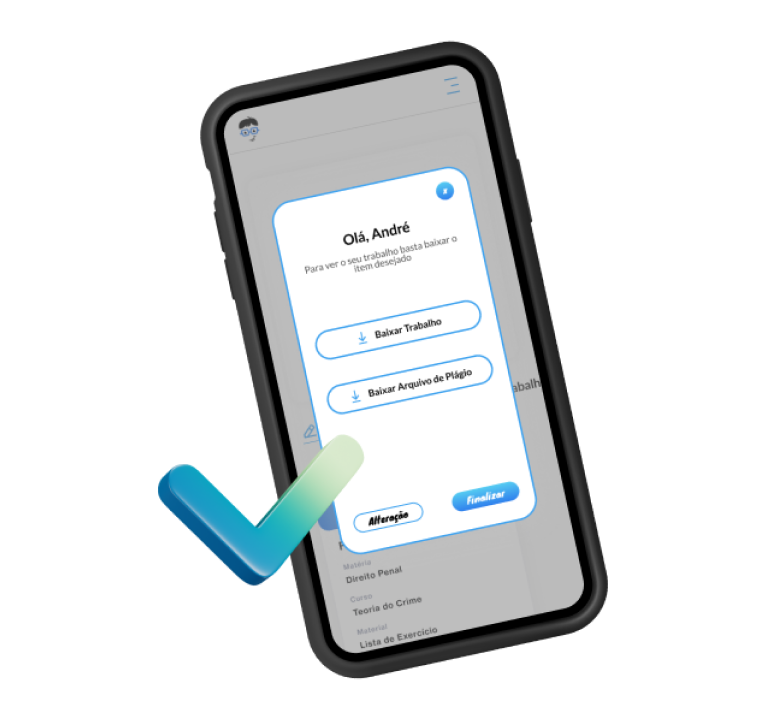 x
Olá, André
Para ver o seu trabalho basta baixar o
item desejado
Baixar Trabalho
Baixar Arquivo de Plágio
abalh
Alteração
Finalizar
Matéria
Direito Penal
Curso
Teoria do Crime
Material
Lista de Exercício